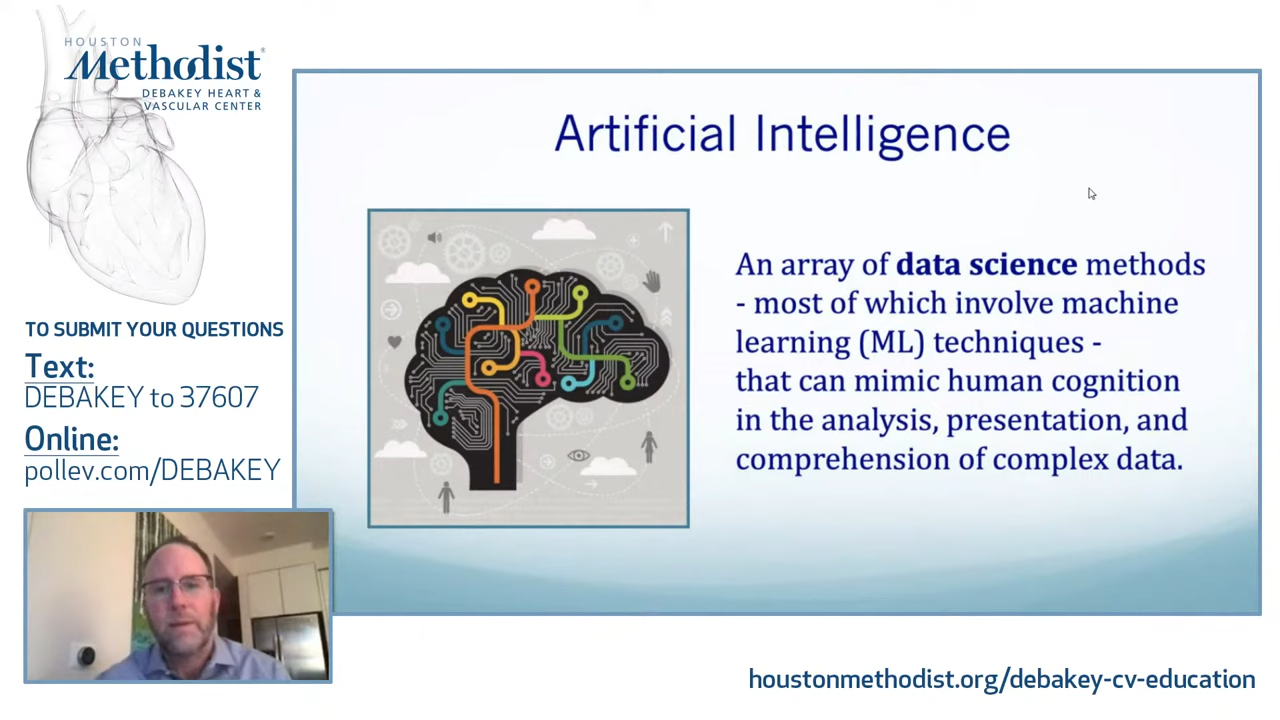 HOUSTON
Methodist®
DEBAKEY HEART &
VASCULAR CENTER
TO SUBMIT YOUR QUESTIONS
Text:
DEBAKEY to 37607
Online:
pollev.com/DEBAKEY
Artificial Intelligence
An array of data science methods
- most of which involve machine
learning (ML) techniques -
that can mimic human cognition
in the analysis, presentation, and
comprehension of complex data.
houstonmethodist.org/debakey-cv-education